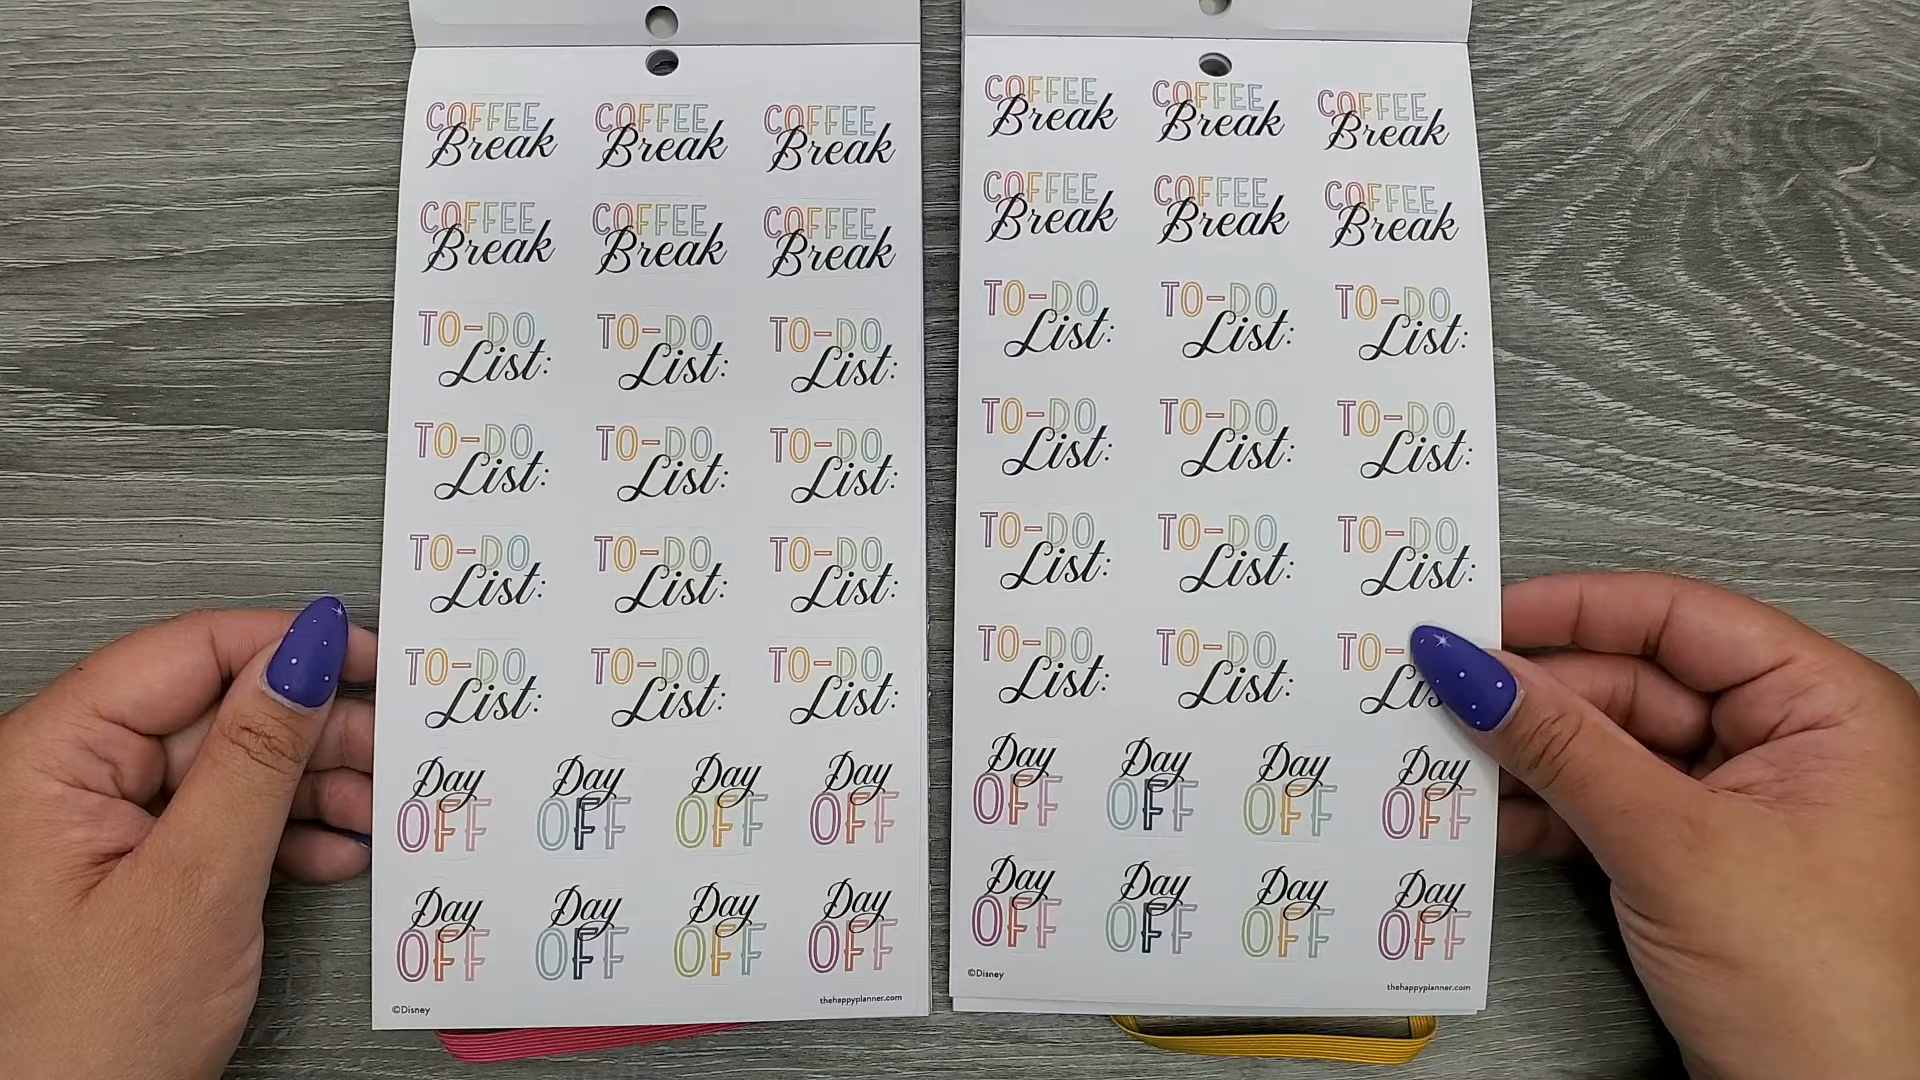 COFFEE COFFEE COFFEE
Break Break Break
COFFEE COFFEE COFFEE
Break Break Break
TO-DO TO-DO TO-DO
List: List: List:
TO-DO TO-DO TO-DO
List: List: List:
TO-DO TO-DO TO-DO
List: List: List:
TO-DO TO-DO TO-DO
List: List: List:
Day Day Day Day
OFF OFF OFF OFF
Day Day Day Day
OFF OFF OFF OFF
©Disney thehappyplanner.com
COFFEE COFFEE COFFEE
Break Break Break
COFFEE COFFEE COFFEE
Break Break Break
TO-DO TO-DO TO-DO
List: List: List:
TO-DO TO-DO TO-DO
List: List: List:
TO-DO TO-DO TO-DO
List: List: List:
TO-DO TO-DO TO-
List: List: Lis
Day Day Day Day
OFF OFF OFF OFF
Day Day Day Day
OFF OFF OFF OFF
©Disney thehappyplanner.com